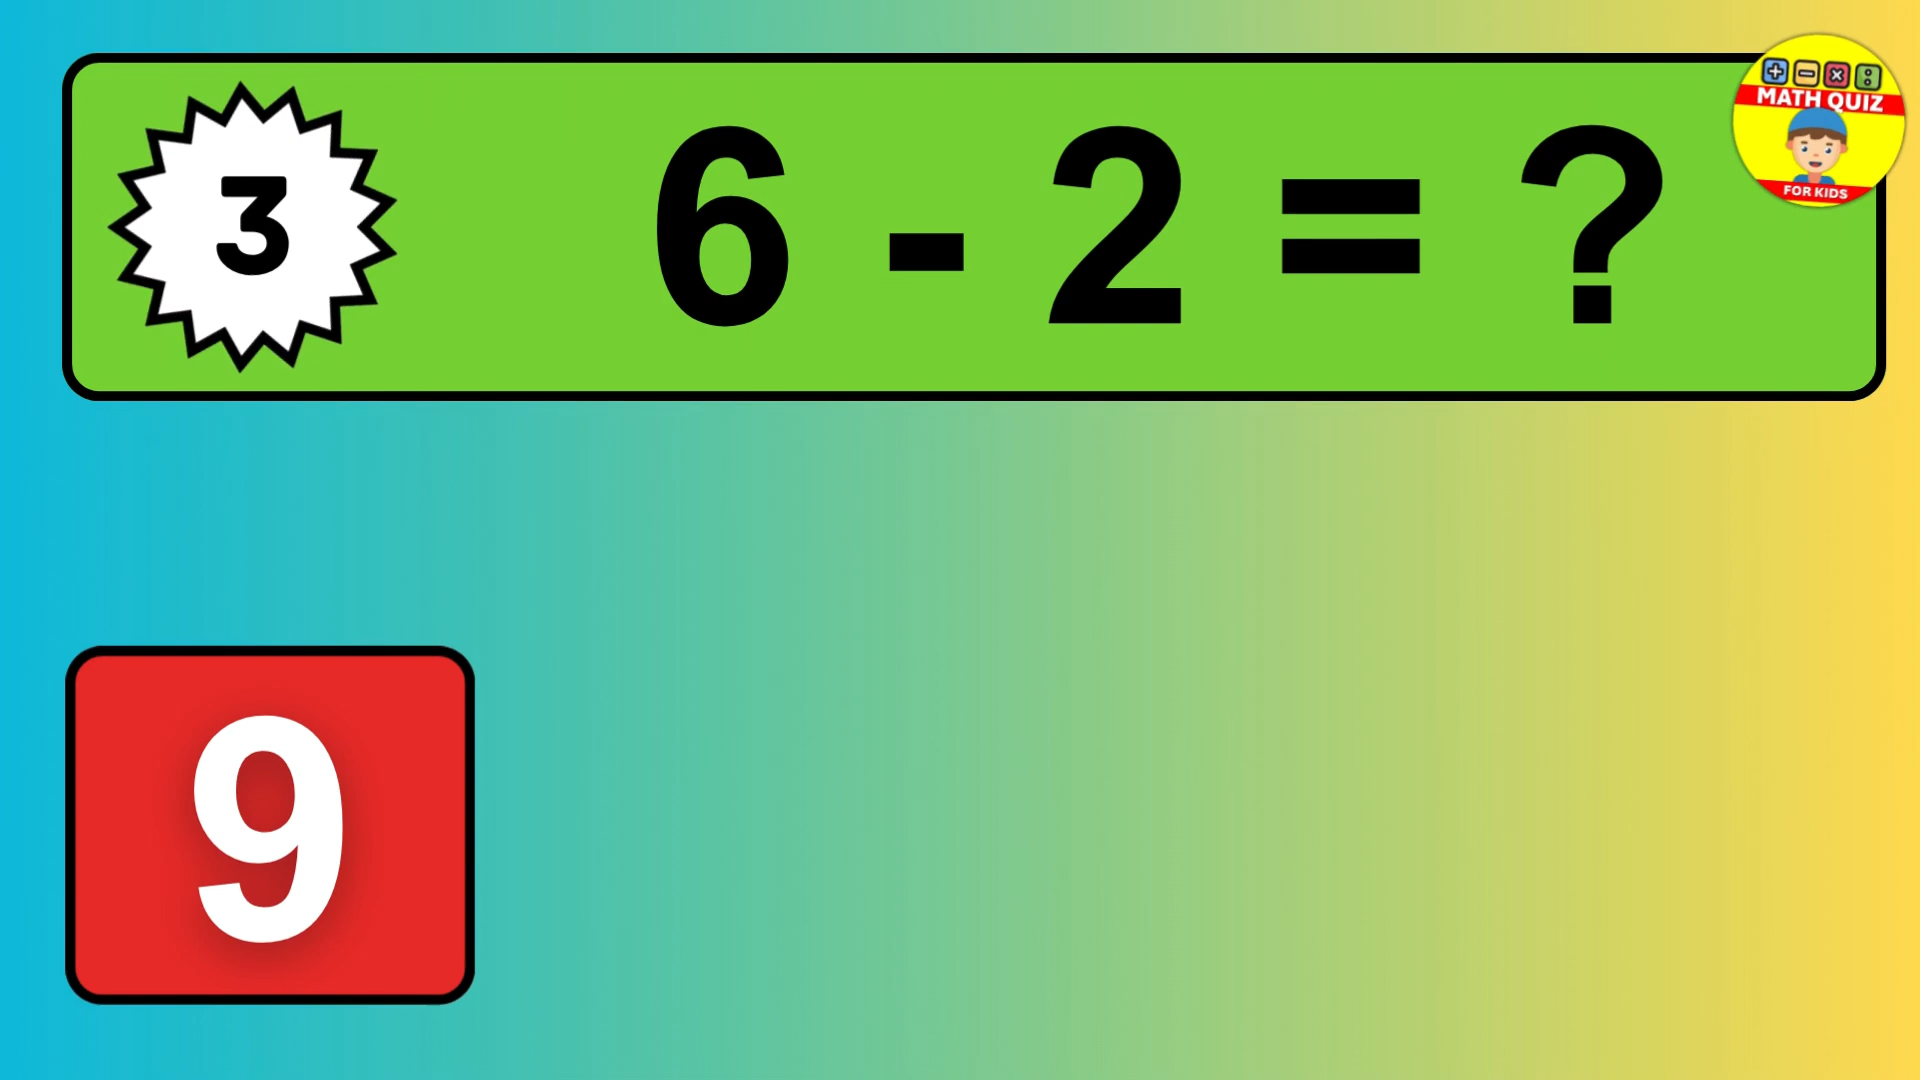 3
6 - 2 = ?
+ - × :
MATH QUIZ
FOR KIDS
9